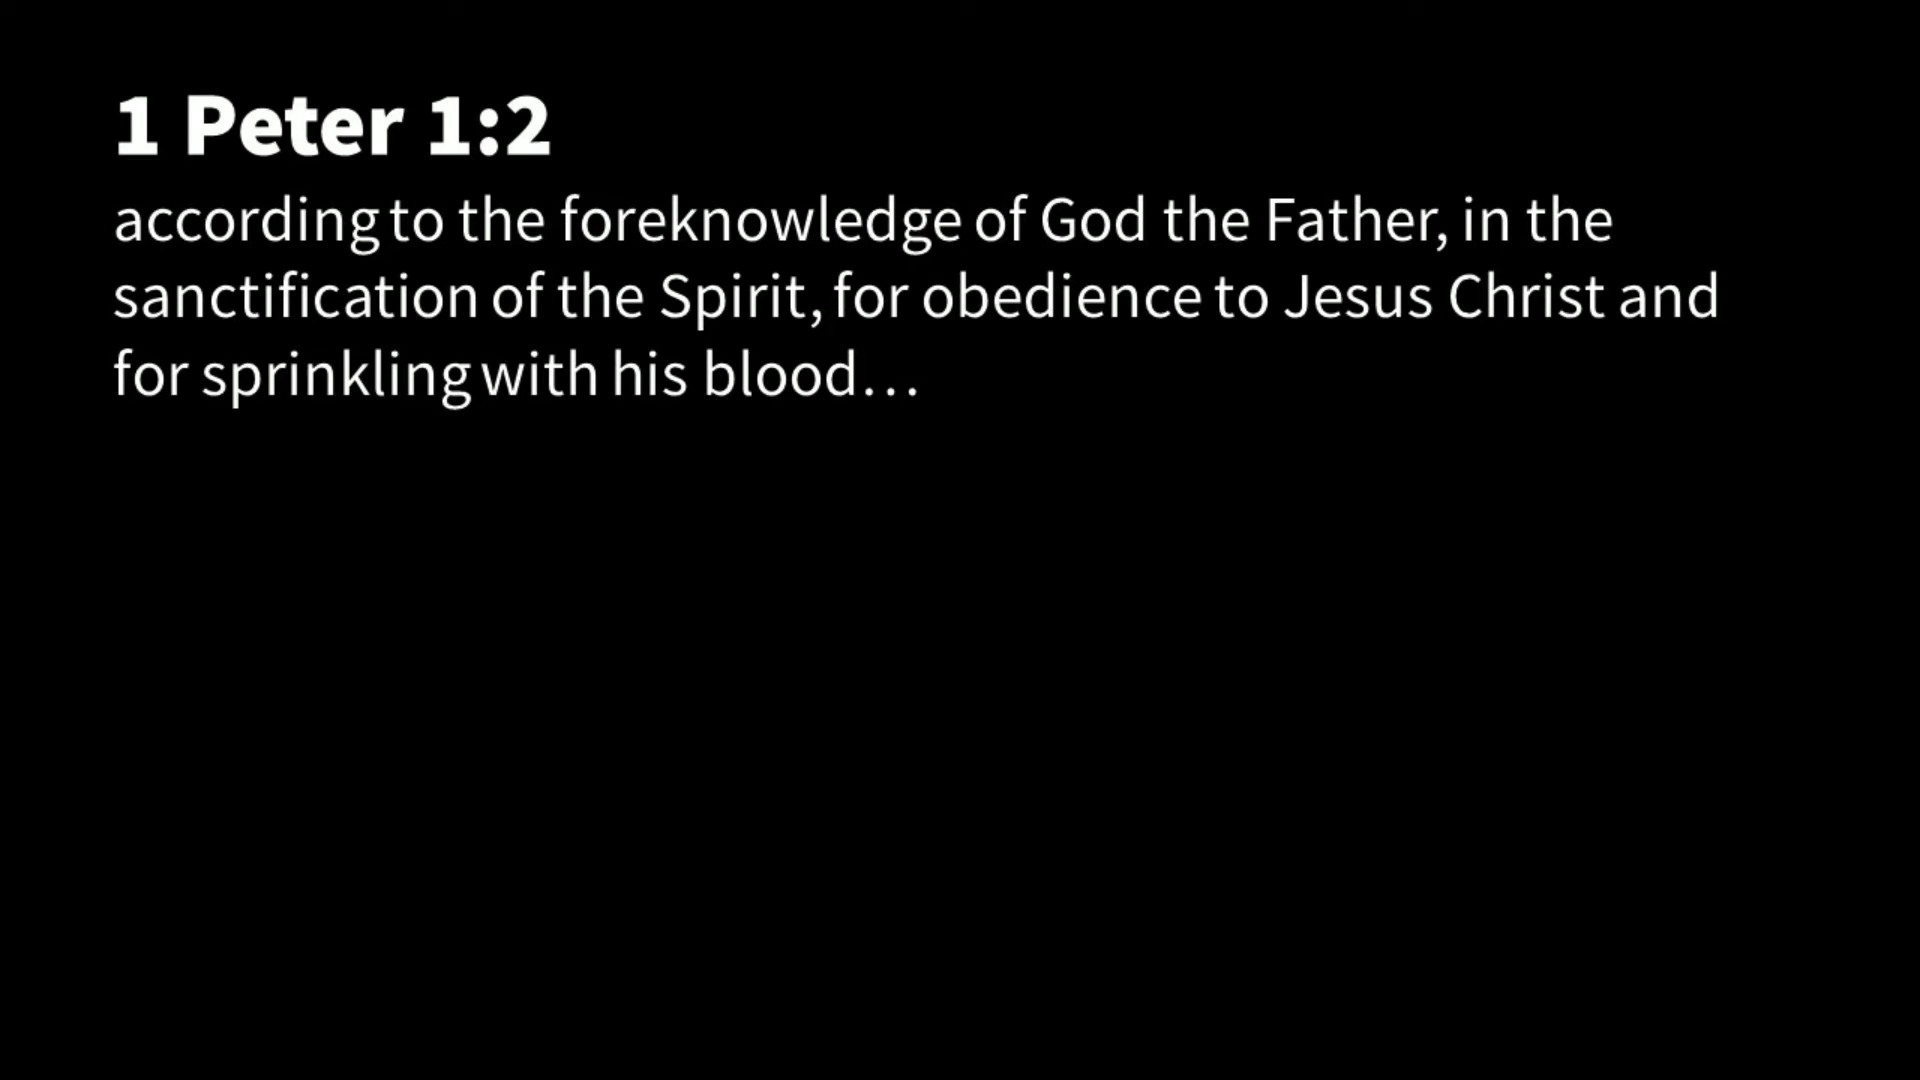 1 Peter 1:2
according to the foreknowledge of God the Father, in the
sanctification of the Spirit, for obedience to Jesus Christ and
for sprinkling with his blood…